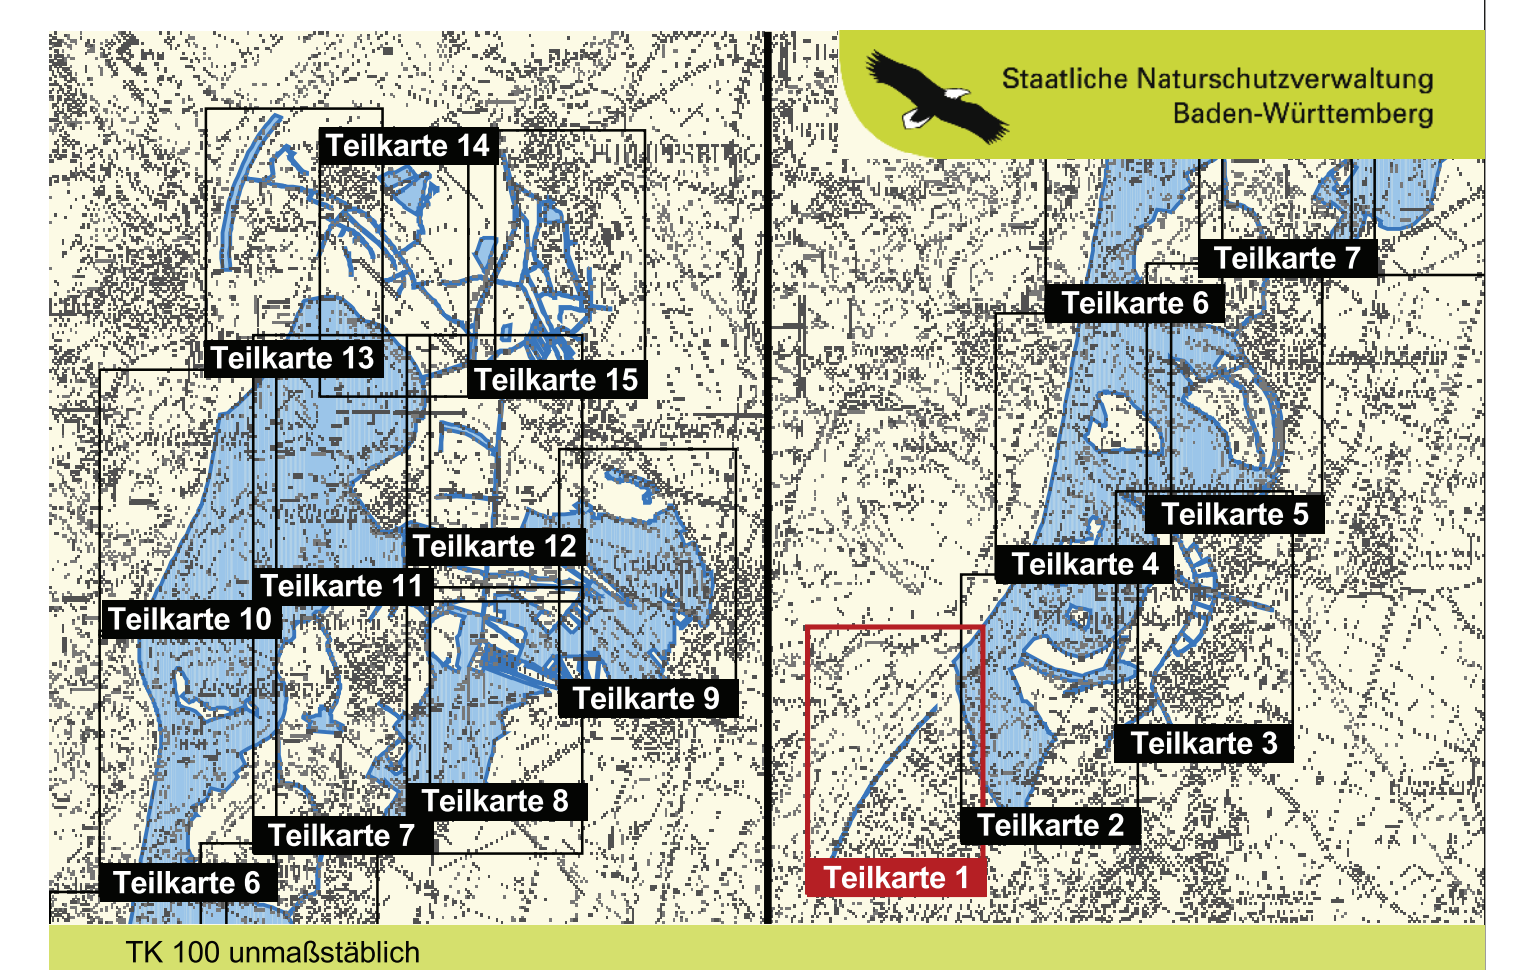 Staatliche Naturschutzverwaltung
Baden-Württemberg
Teilkarte 14
Teilkarte 13
Teilkarte 15
Teilkarte 12
Teilkarte 11
Teilkarte 10
Teilkarte 9
Teilkarte 8
Teilkarte 7
Teilkarte 6
Teilkarte 7
Teilkarte 6
Teilkarte 5
Teilkarte 4
Teilkarte 3
Teilkarte 2
Teilkarte 1
TK 100 unmaßstäblich